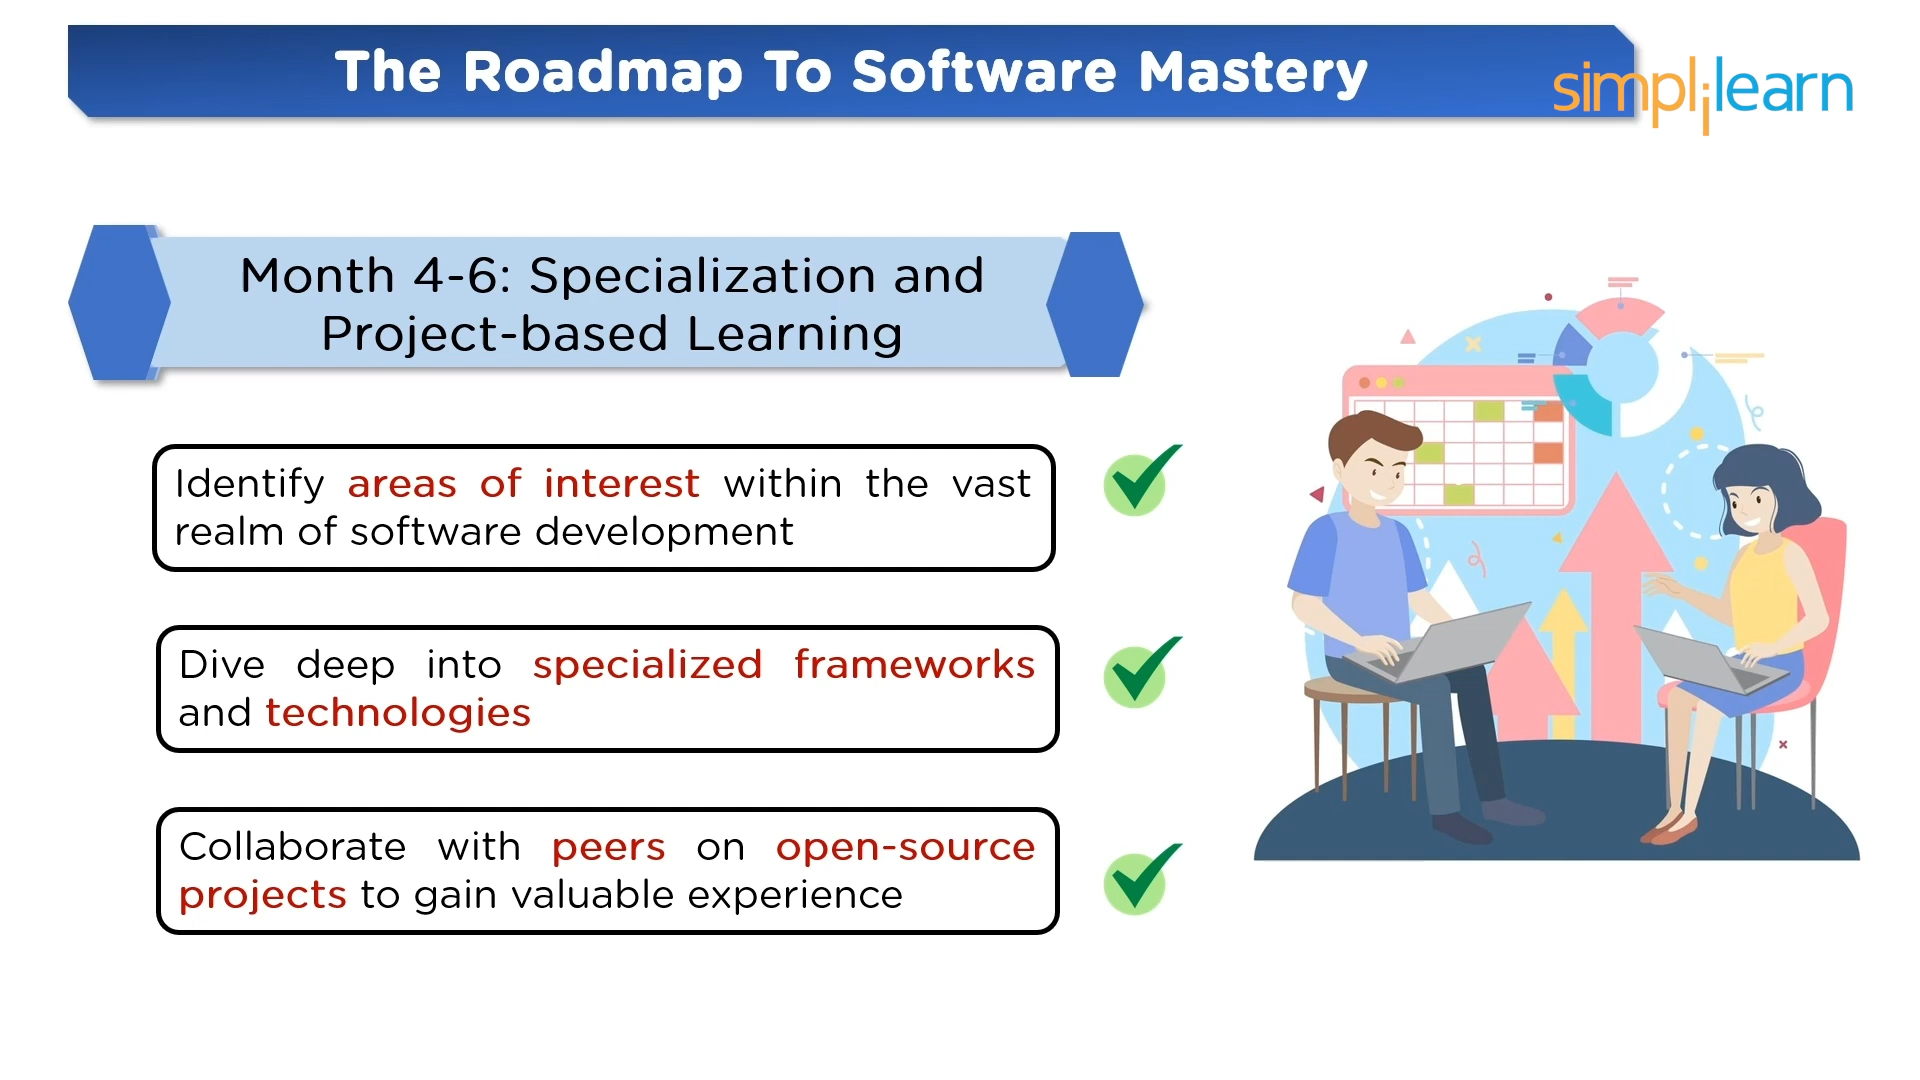 The Roadmap To Software Mastery
simplilearn
Month 4-6: Specialization and
Project-based Learning
Identify areas of interest within the vast
realm of software development
Dive deep into specialized frameworks
and technologies
Collaborate with peers on open-source
projects to gain valuable experience